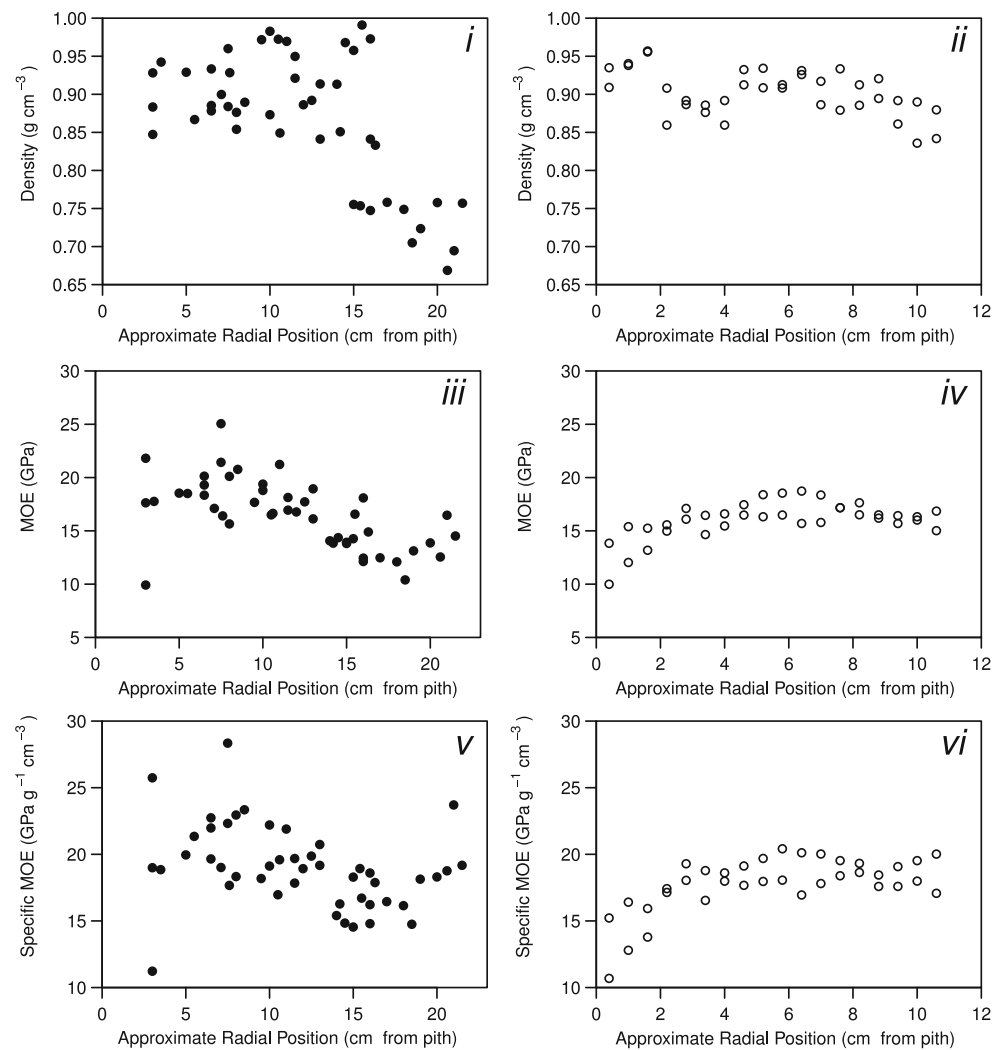 i
1.00
0.95
0.90
0.85
0.80
0.75
0.70
0.65
Density (g cm⁻³)
0 5 10 15 20
Approximate Radial Position (cm from pith)
ii
1.00
0.95
0.90
0.85
0.80
0.75
0.70
0.65
Density (g cm⁻³)
0 2 4 6 8 10 12
Approximate Radial Position (cm from pith)
iii
30
25
20
15
10
5
MOE (GPa)
0 5 10 15 20
Approximate Radial Position (cm from pith)
iv
30
25
20
15
10
5
MOE (GPa)
0 2 4 6 8 10 12
Approximate Radial Position (cm from pith)
v
30
25
20
15
10
Specific MOE (GPa g⁻¹ cm⁻³ )
0 5 10 15 20
Approximate Radial Position (cm from pith)
vi
30
25
20
15
10
Specific MOE (GPa g⁻¹ cm⁻³ )
0 2 4 6 8 10 12
Approximate Radial Position (cm from pith)